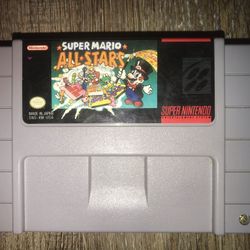 Nintendo
SUPER MARIO
ALL-STARS
MADE IN JAPAN
SUPER NINTENDO